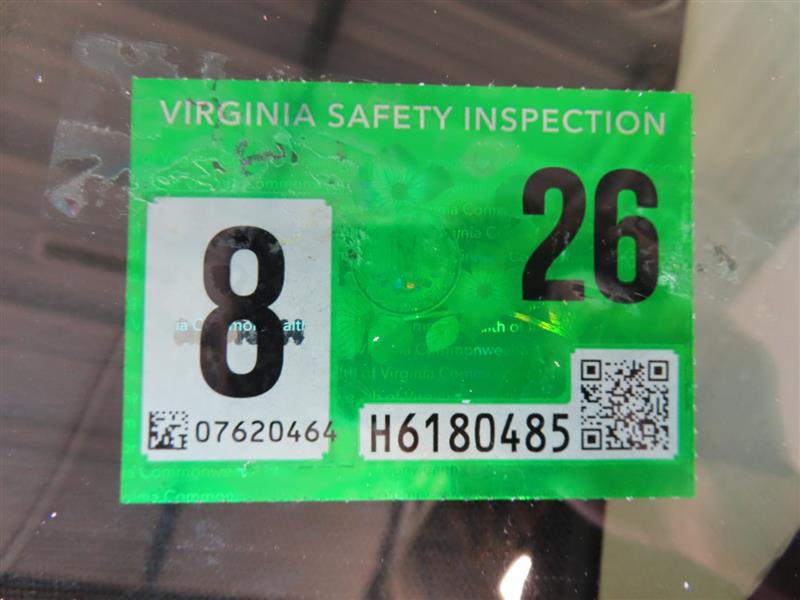 VIRGINIA SAFETY INSPECTION
26
8
07620464
H6180485